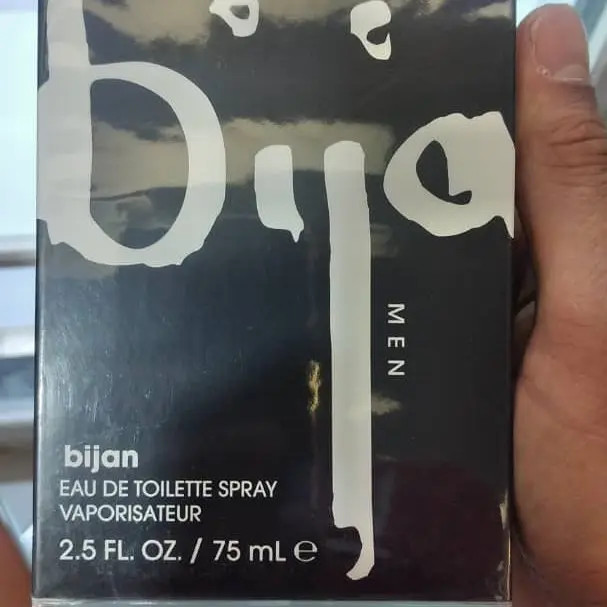 bija
MEN
bijan
EAU DE TOILETTE SPRAY
VAPORISATEUR
2.5 FL. OZ. / 75 mL ℮